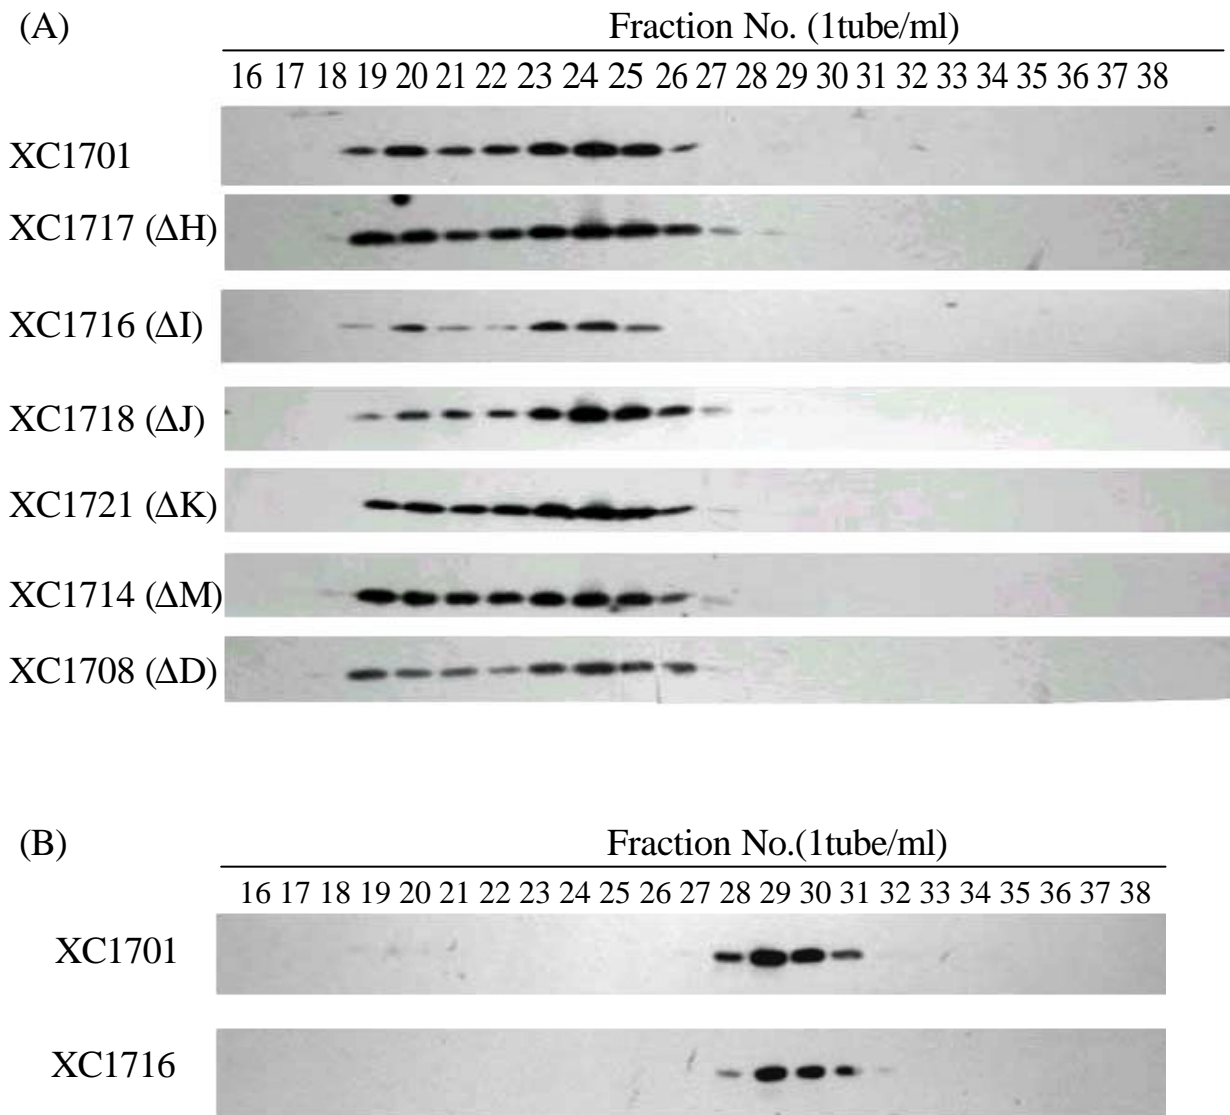 (A)
Fraction No. (1tube/ml)
16 17 18 19 20 21 22 23 24 25 26 27 28 29 30 31 32 33 34 35 36 37 38
XC1701
XC1717 (ΔH)
XC1716 (ΔI)
XC1718 (ΔJ)
XC1721 (ΔK)
XC1714 (ΔM)
XC1708 (ΔD)
(B)
Fraction No.(1tube/ml)
16 17 18 19 20 21 22 23 24 25 26 27 28 29 30 31 32 33 34 35 36 37 38
XC1701
XC1716